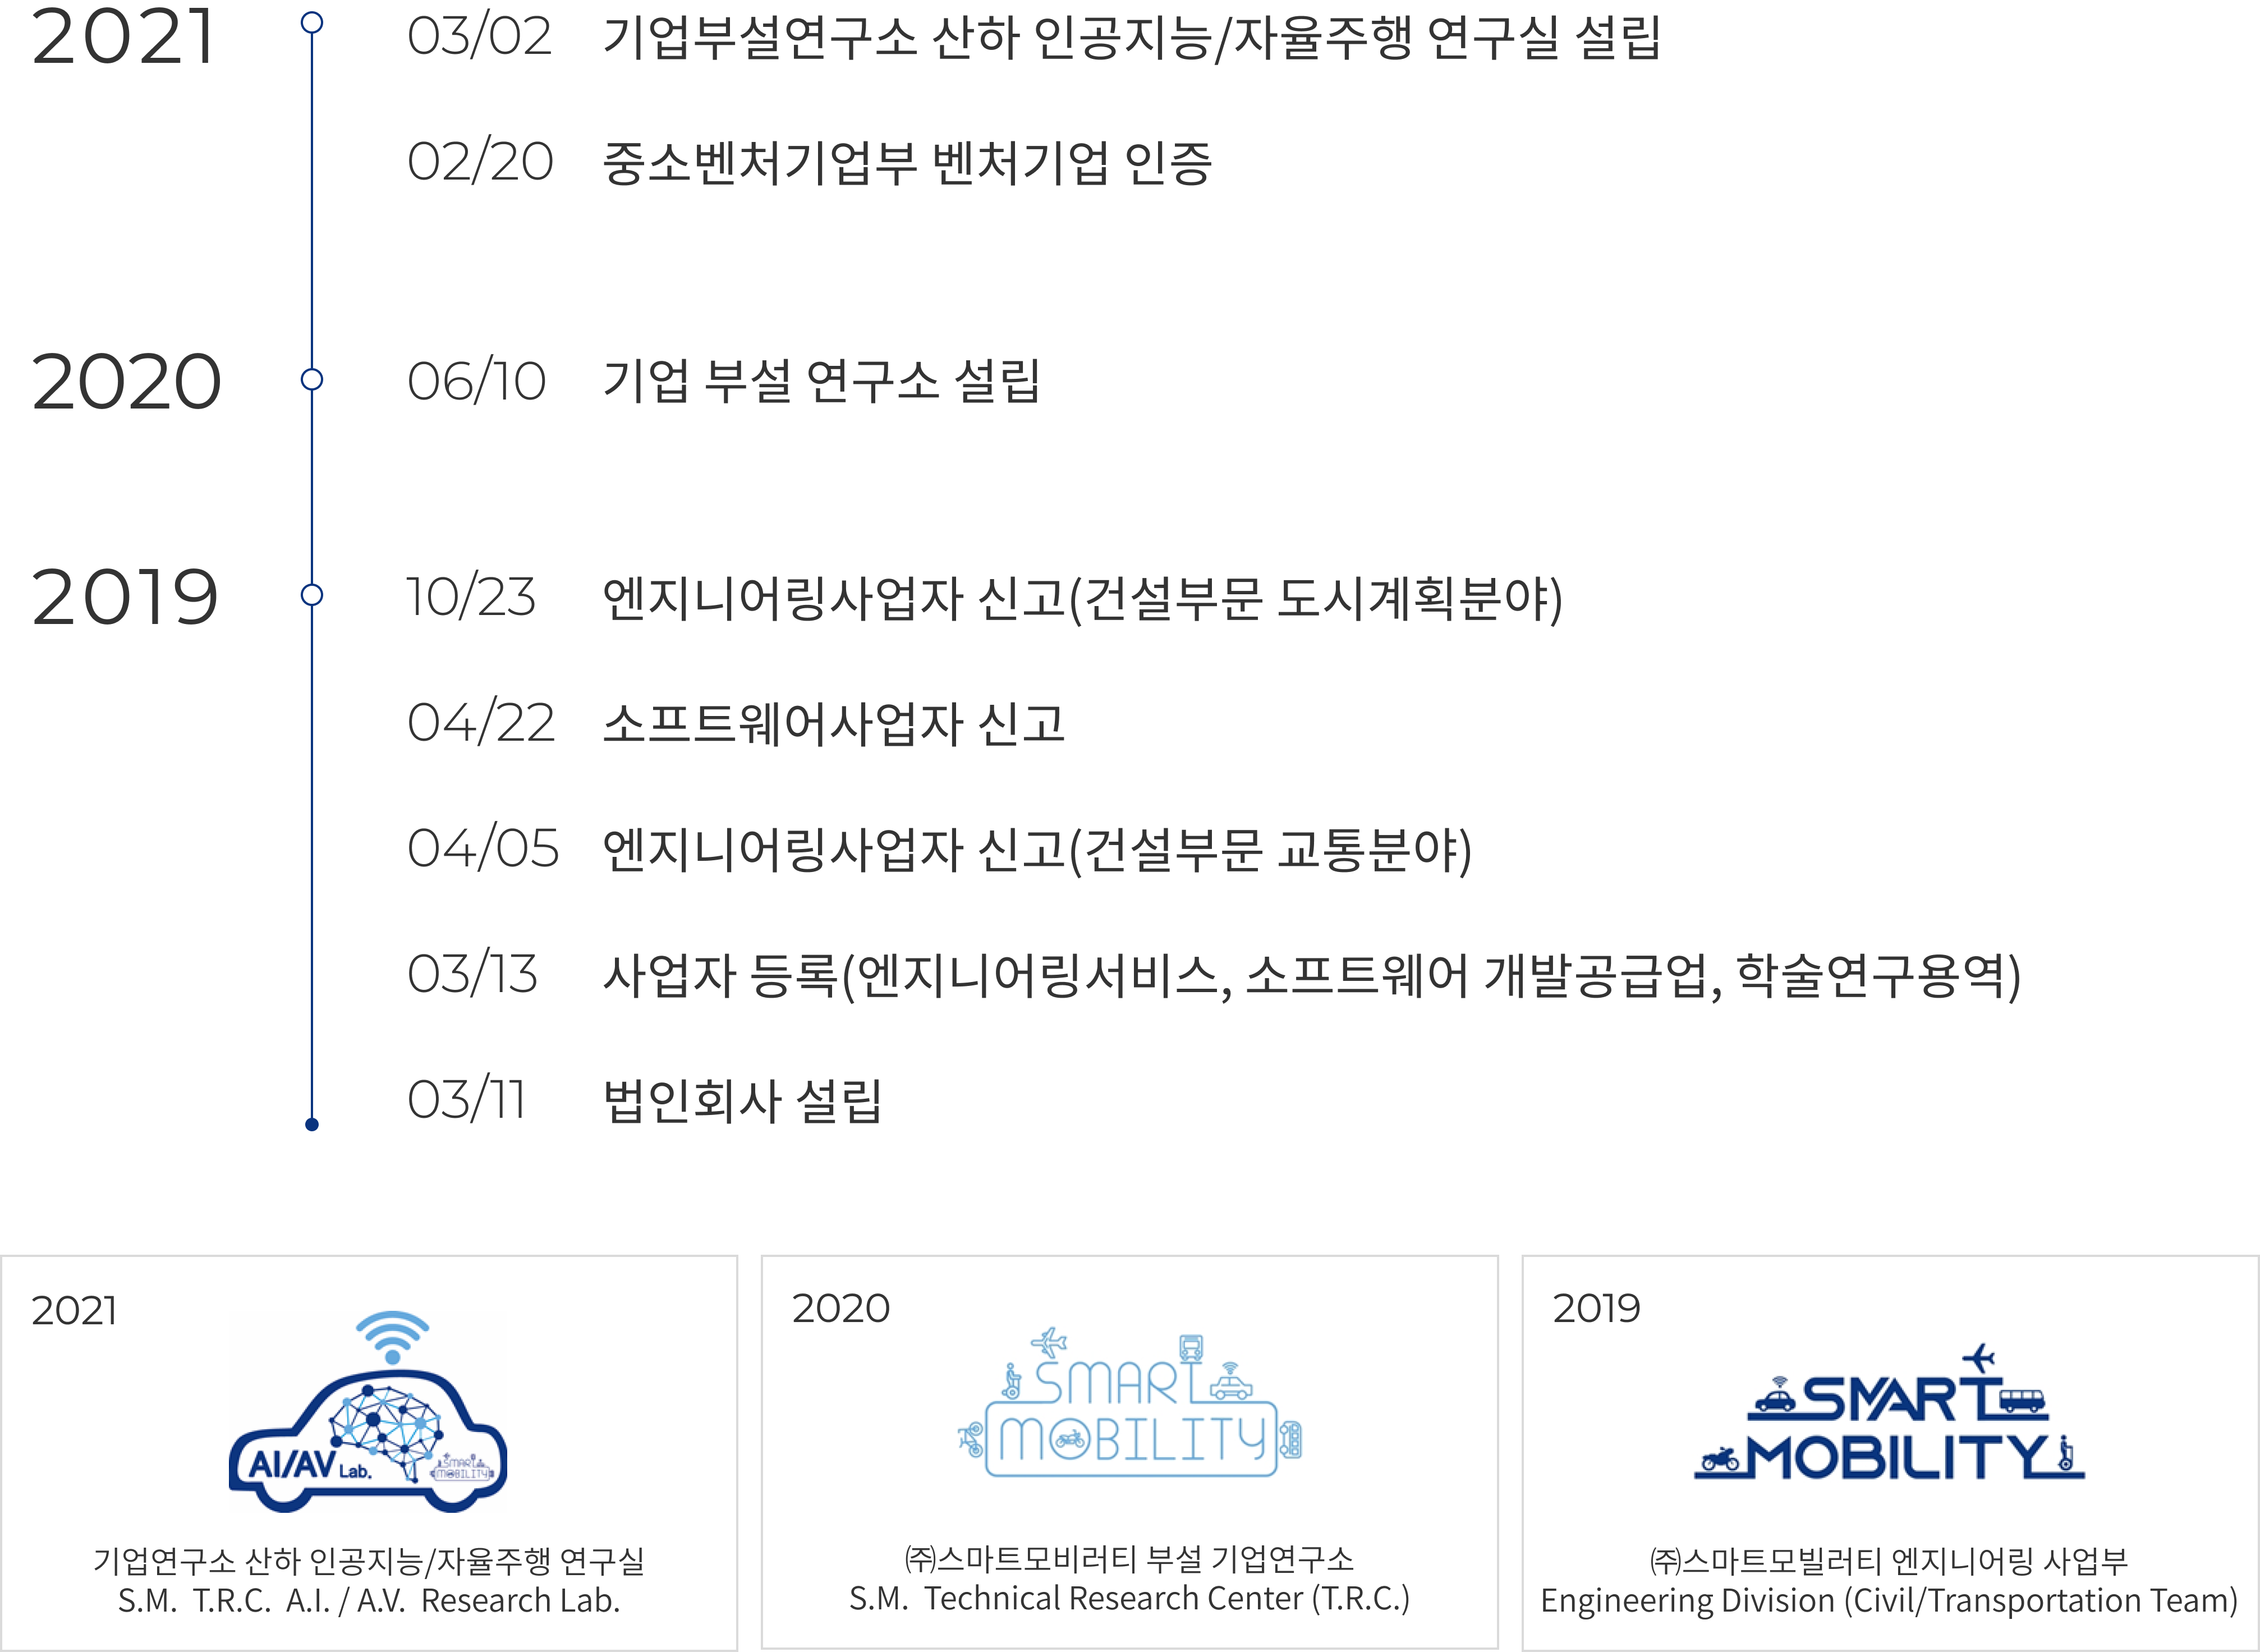 2021 03/02 기업부설연구소 산하 인공지능/자율주행 연구실 설립
02/20 중소벤처기업부 벤처기업 인증
2020 06/10 기업 부설 연구소 설립
2019 10/23 엔지니어링사업자 신고(건설부문 도시계획분야)
04/22 소프트웨어사업자 신고
04/05 엔지니어링사업자 신고(건설부문 교통분야)
03/13 사업자 등록(엔지니어링서비스, 소프트웨어 개발공급업, 학술연구용역)
03/11 법인회사 설립
2021
AI/AV Lab.
SMART
MOBILITY
기업연구소 산하 인공지능/자율주행 연구실
S.M. T.R.C. A.I. / A.V. Research Lab.
2020
SMART
MOBILITY
㈜스마트모비러티 부설 기업연구소
S.M. Technical Research Center (T.R.C.)
2019
SMART
MOBILITY
㈜스마트모빌러티 엔지니어링 사업부
Engineering Division (Civil/Transportation Team)